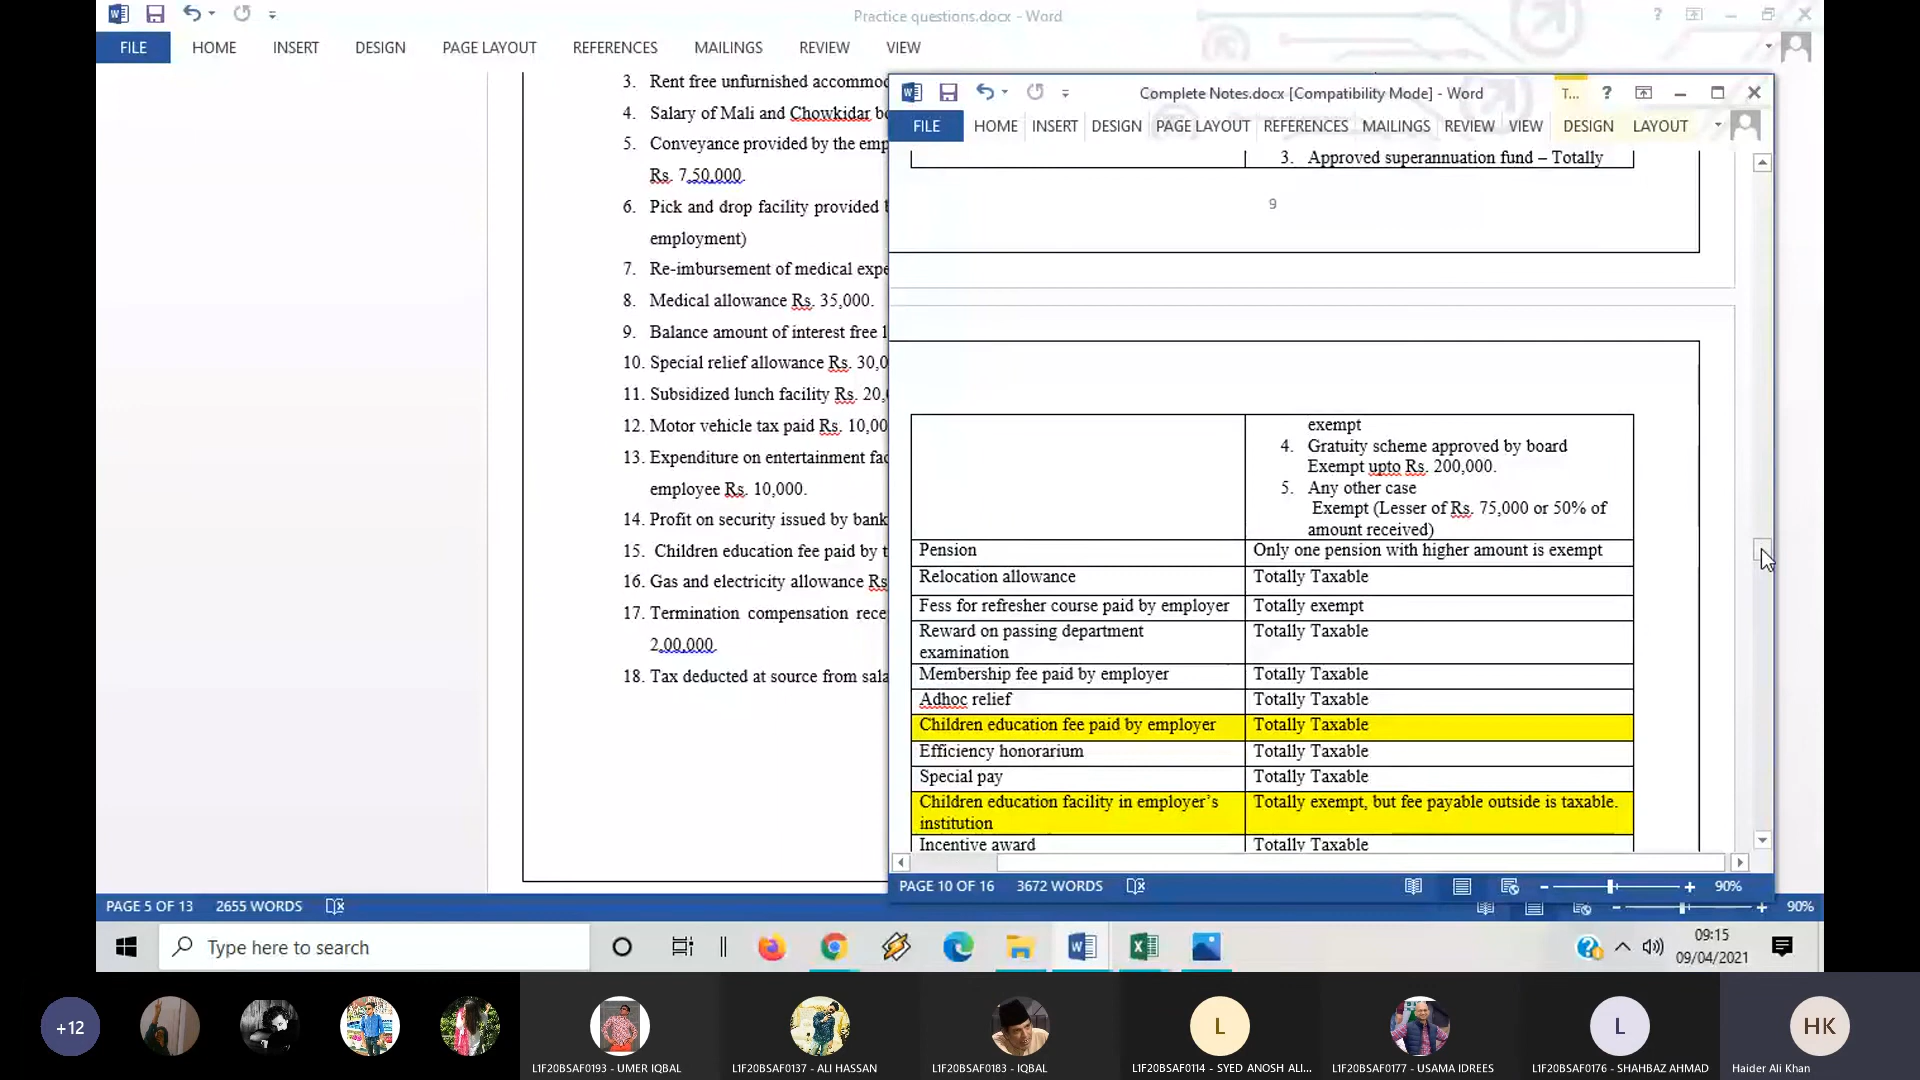 Practice questions.docx - Word
FILE HOME INSERT DESIGN PAGE LAYOUT REFERENCES MAILINGS REVIEW VIEW
3. Rent free unfurnished accommo
4. Salary of Mali and Chowkidar b
5. Conveyance provided by the emp
Rs. 7,50,000.
6. Pick and drop facility provided
employment)
7. Re-imbursement of medical expe
8. Medical allowance Rs. 35,000.
9. Balance amount of interest free
10. Special relief allowance Rs. 30,0
11. Subsidized lunch facility Rs. 20,
12. Motor vehicle tax paid Rs. 10,00
13. Expenditure on entertainment fac
employee Rs. 10,000.
14. Profit on security issued by bank
15. Children education fee paid by t
16. Gas and electricity allowance Rs
17. Termination compensation rece
2,00,000.
18. Tax deducted at source from sala
PAGE 5 OF 13 2655 WORDS
90%
Complete Notes.docx [Compatibility Mode] - Word
T... ?
FILE HOME INSERT DESIGN PAGE LAYOUT REFERENCES MAILINGS REVIEW VIEW DESIGN LAYOUT
3. Approved superannuation fund – Totally
9
exempt
4. Gratuity scheme approved by board
Exempt upto Rs. 200,000.
5. Any other case
Exempt (Lesser of Rs. 75,000 or 50% of
amount received)
Pension Only one pension with higher amount is exempt
Relocation allowance Totally Taxable
Fess for refresher course paid by employer Totally exempt
Reward on passing department Totally Taxable
examination
Membership fee paid by employer Totally Taxable
Adhoc relief Totally Taxable
Children education fee paid by employer Totally Taxable
Efficiency honorarium Totally Taxable
Special pay Totally Taxable
Children education facility in employer’s Totally exempt, but fee payable outside is taxable.
institution
Incentive award Totally Taxable
PAGE 10 OF 16 3672 WORDS
90%
Type here to search
09:15
09/04/2021
+12
L
L
HK
L1F20BSAF0193 - UMER IQBAL
L1F20BSAF0137 - ALI HASSAN
L1F20BSAF0183 - IQBAL
L1F20BSAF0114 - SYED ANOSH ALI...
L1F20BSAF0177 - USAMA IDREES
L1F20BSAF0176 - SHAHBAZ AHMAD
Haider Ali Khan